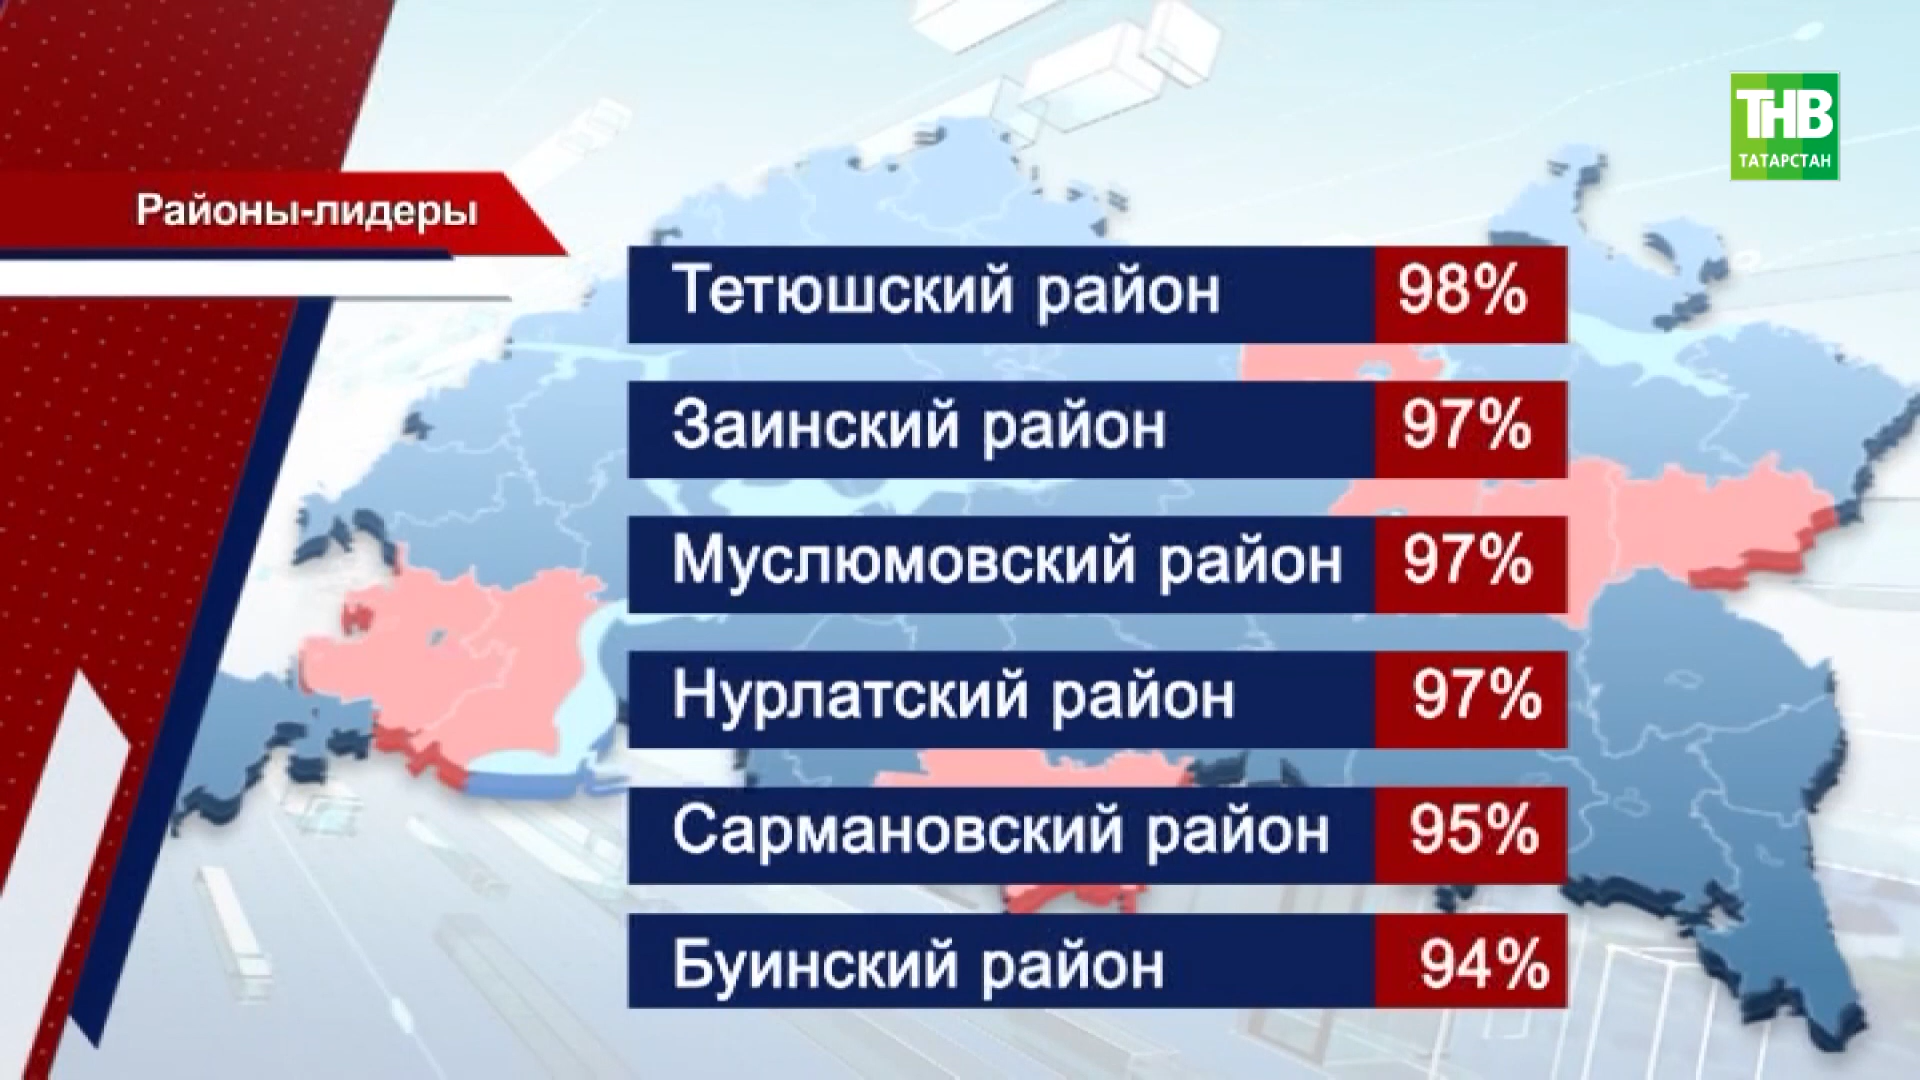 ТНВ
ТАТАРСТАН
Районы-лидеры
Тетюшский район 98%
Заинский район 97%
Муслюмовский район 97%
Нурлатский район 97%
Сармановский район 95%
Буинский район 94%